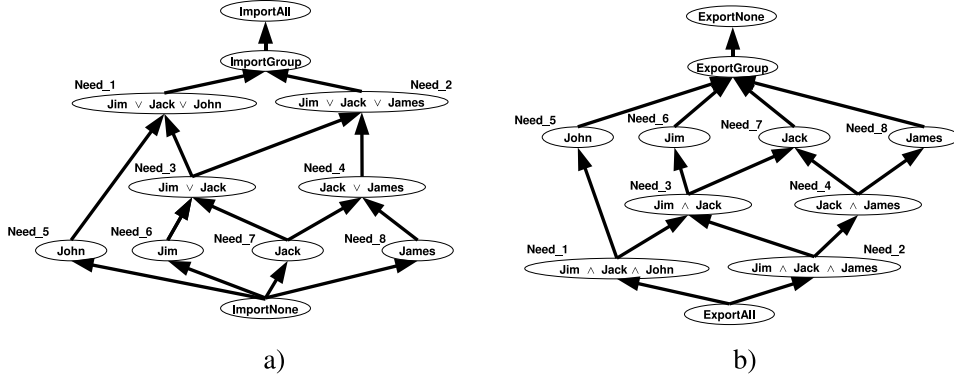 ImportAll
ImportGroup
Need_1
Need_2
Jim ∨ Jack ∨ John
Jim ∨ Jack ∨ James
Need_3
Need_4
Jim ∨ Jack
Jack ∨ James
Need_5
Need_6
Need_7
Need_8
John
Jim
Jack
James
ImportNone
a)
ExportNone
ExportGroup
Need_5
Need_6
Need_7
Need_8
John
Jim
Jack
James
Need_3
Need_4
Jim ∧ Jack
Jack ∧ James
Need_1
Need_2
Jim ∧ Jack ∧ John
Jim ∧ Jack ∧ James
ExportAll
b)